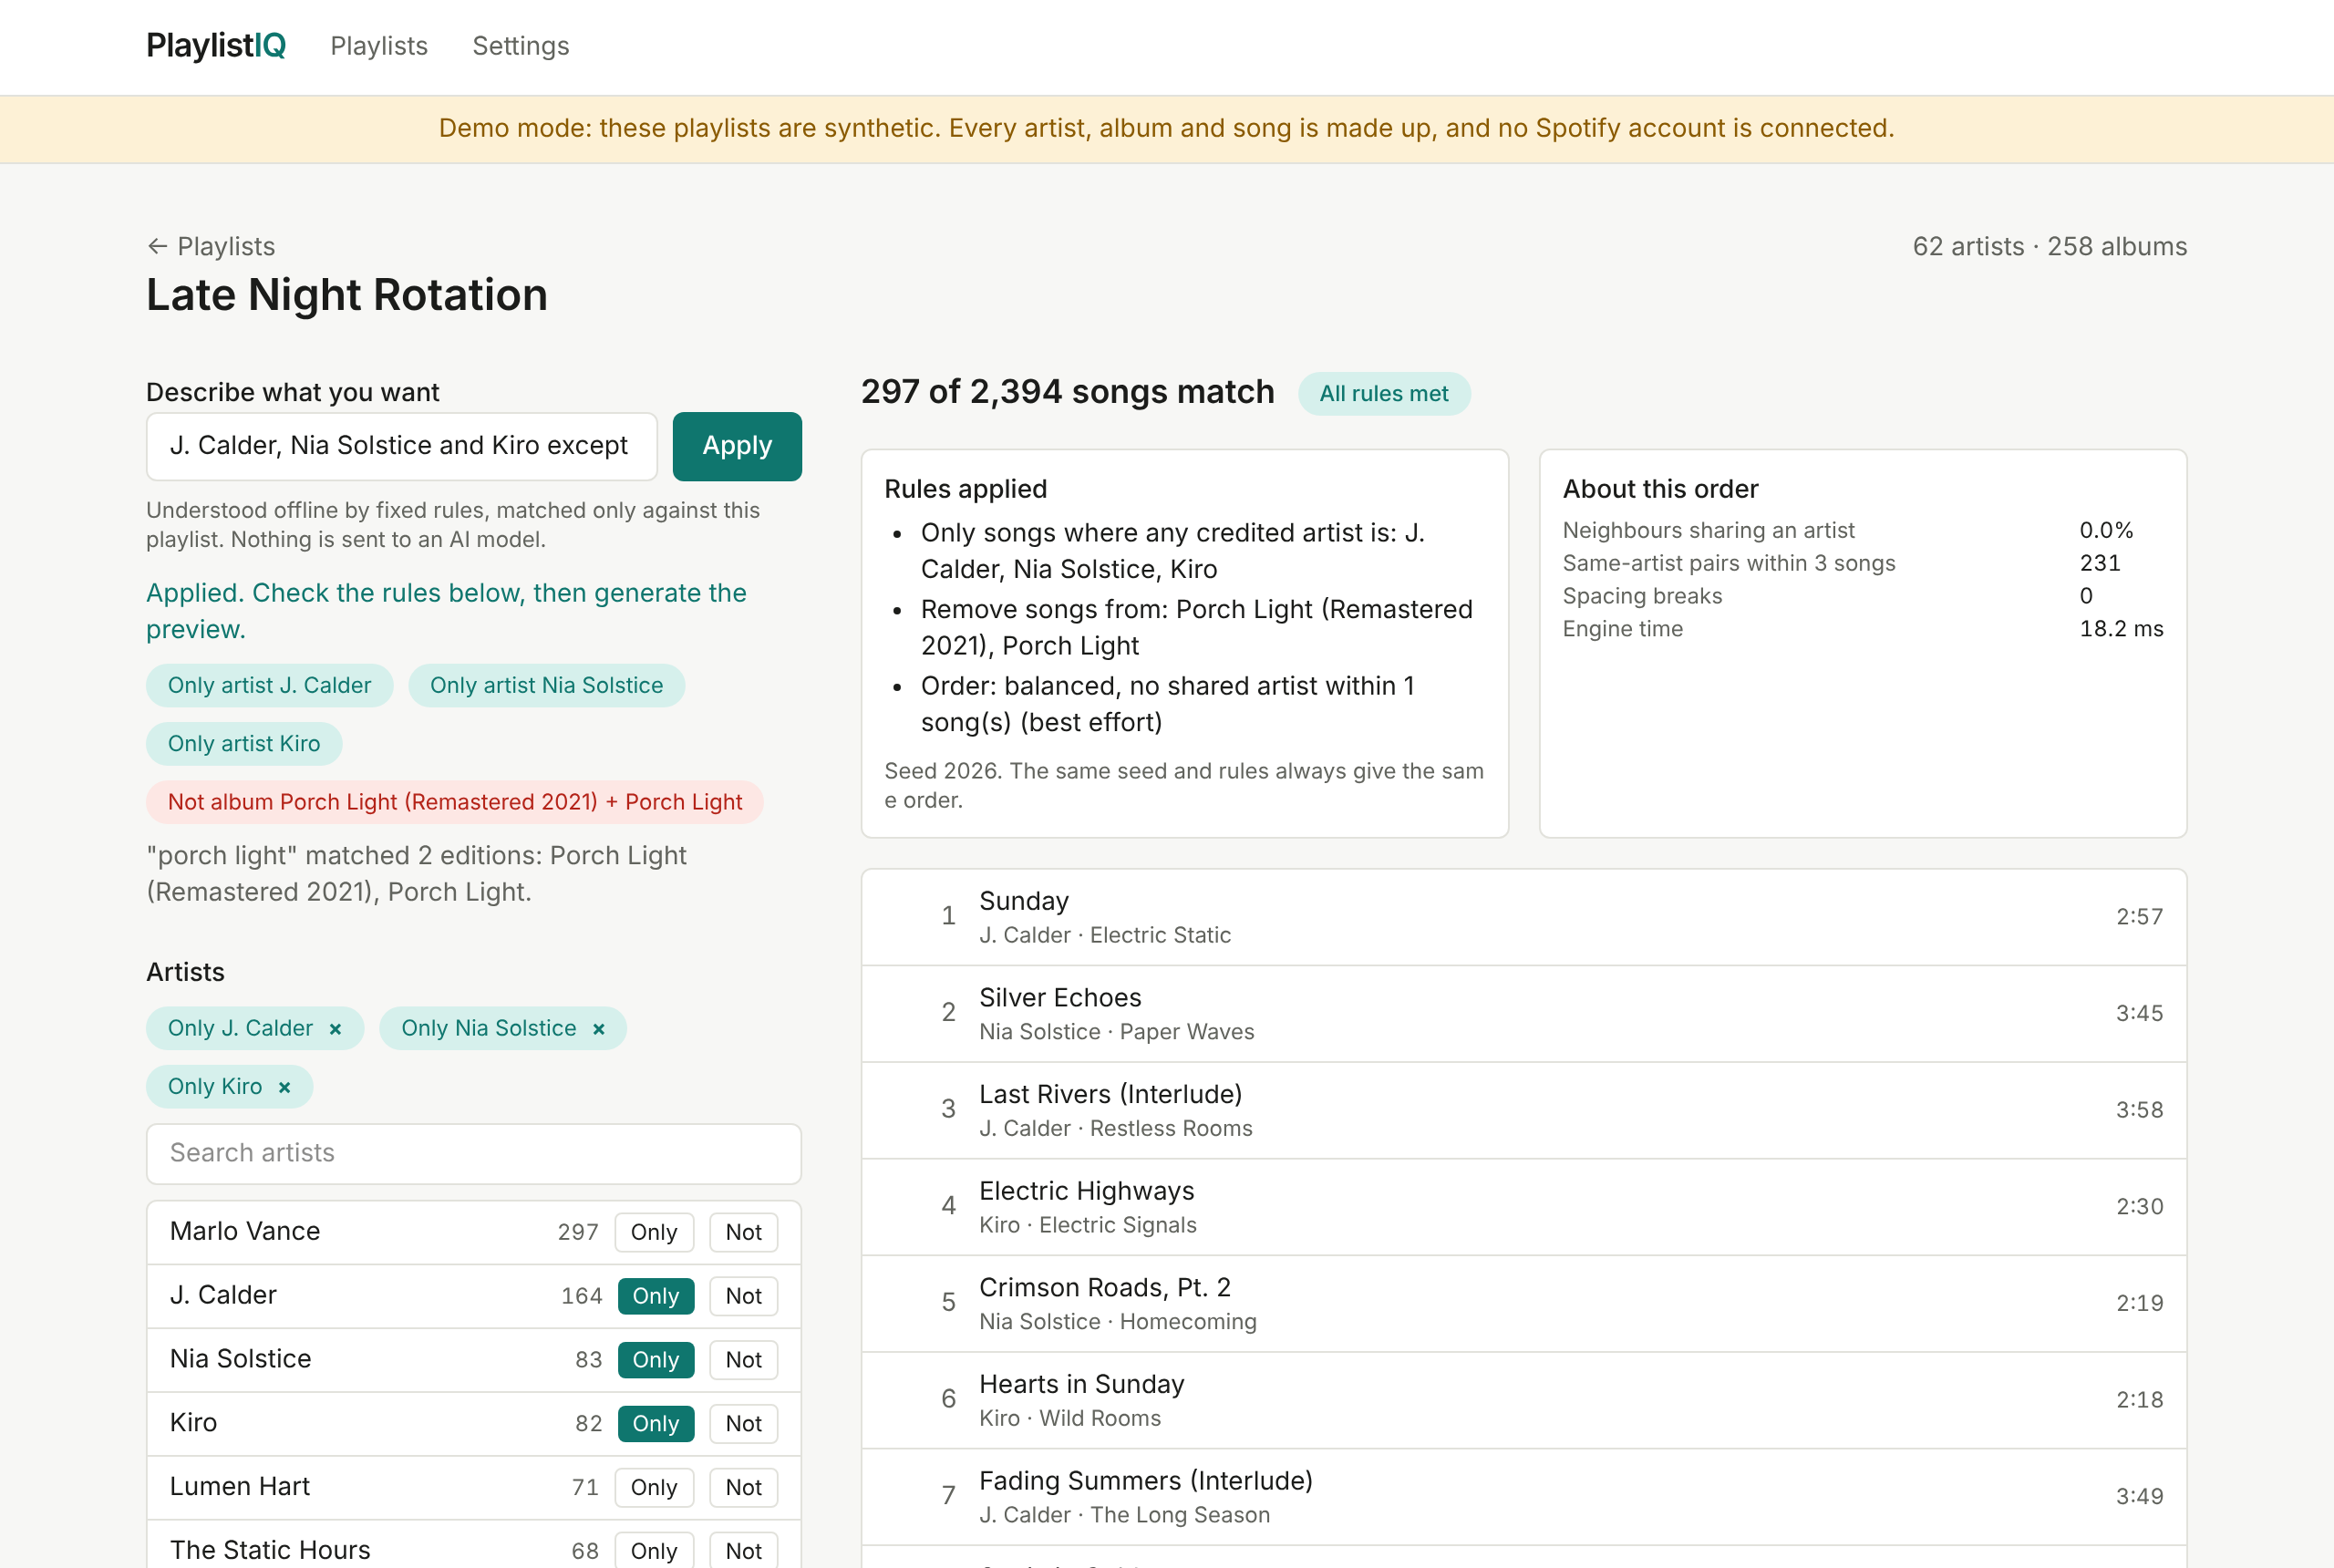 PlaylistIQ Playlists Settings
Demo mode: these playlists are synthetic. Every artist, album and song is made up, and no Spotify account is connected.
← Playlists
62 artists · 258 albums
Late Night Rotation
Describe what you want
J. Calder, Nia Solstice and Kiro except
Apply
Understood offline by fixed rules, matched only against this
playlist. Nothing is sent to an AI model.
Applied. Check the rules below, then generate the
preview.
Only artist J. Calder
Only artist Nia Solstice
Only artist Kiro
Not album Porch Light (Remastered 2021) + Porch Light
"porch light" matched 2 editions: Porch Light
(Remastered 2021), Porch Light.
Artists
Only J. Calder ×
Only Nia Solstice ×
Only Kiro ×
Search artists
Marlo Vance 297 Only Not
J. Calder 164 Only Not
Nia Solstice 83 Only Not
Kiro 82 Only Not
Lumen Hart 71 Only Not
The Static Hours 68 Only Not
297 of 2,394 songs match
All rules met
Rules applied
• Only songs where any credited artist is: J.
Calder, Nia Solstice, Kiro
• Remove songs from: Porch Light (Remastered
2021), Porch Light
• Order: balanced, no shared artist within 1
song(s) (best effort)
Seed 2026. The same seed and rules always give the sam
e order.
About this order
Neighbours sharing an artist 0.0%
Same-artist pairs within 3 songs 231
Spacing breaks 0
Engine time 18.2 ms
1 Sunday 2:57
J. Calder · Electric Static
2 Silver Echoes 3:45
Nia Solstice · Paper Waves
3 Last Rivers (Interlude) 3:58
J. Calder · Restless Rooms
4 Electric Highways 2:30
Kiro · Electric Signals
5 Crimson Roads, Pt. 2 2:19
Nia Solstice · Homecoming
6 Hearts in Sunday 2:18
Kiro · Wild Rooms
7 Fading Summers (Interlude) 3:49
J. Calder · The Long Season